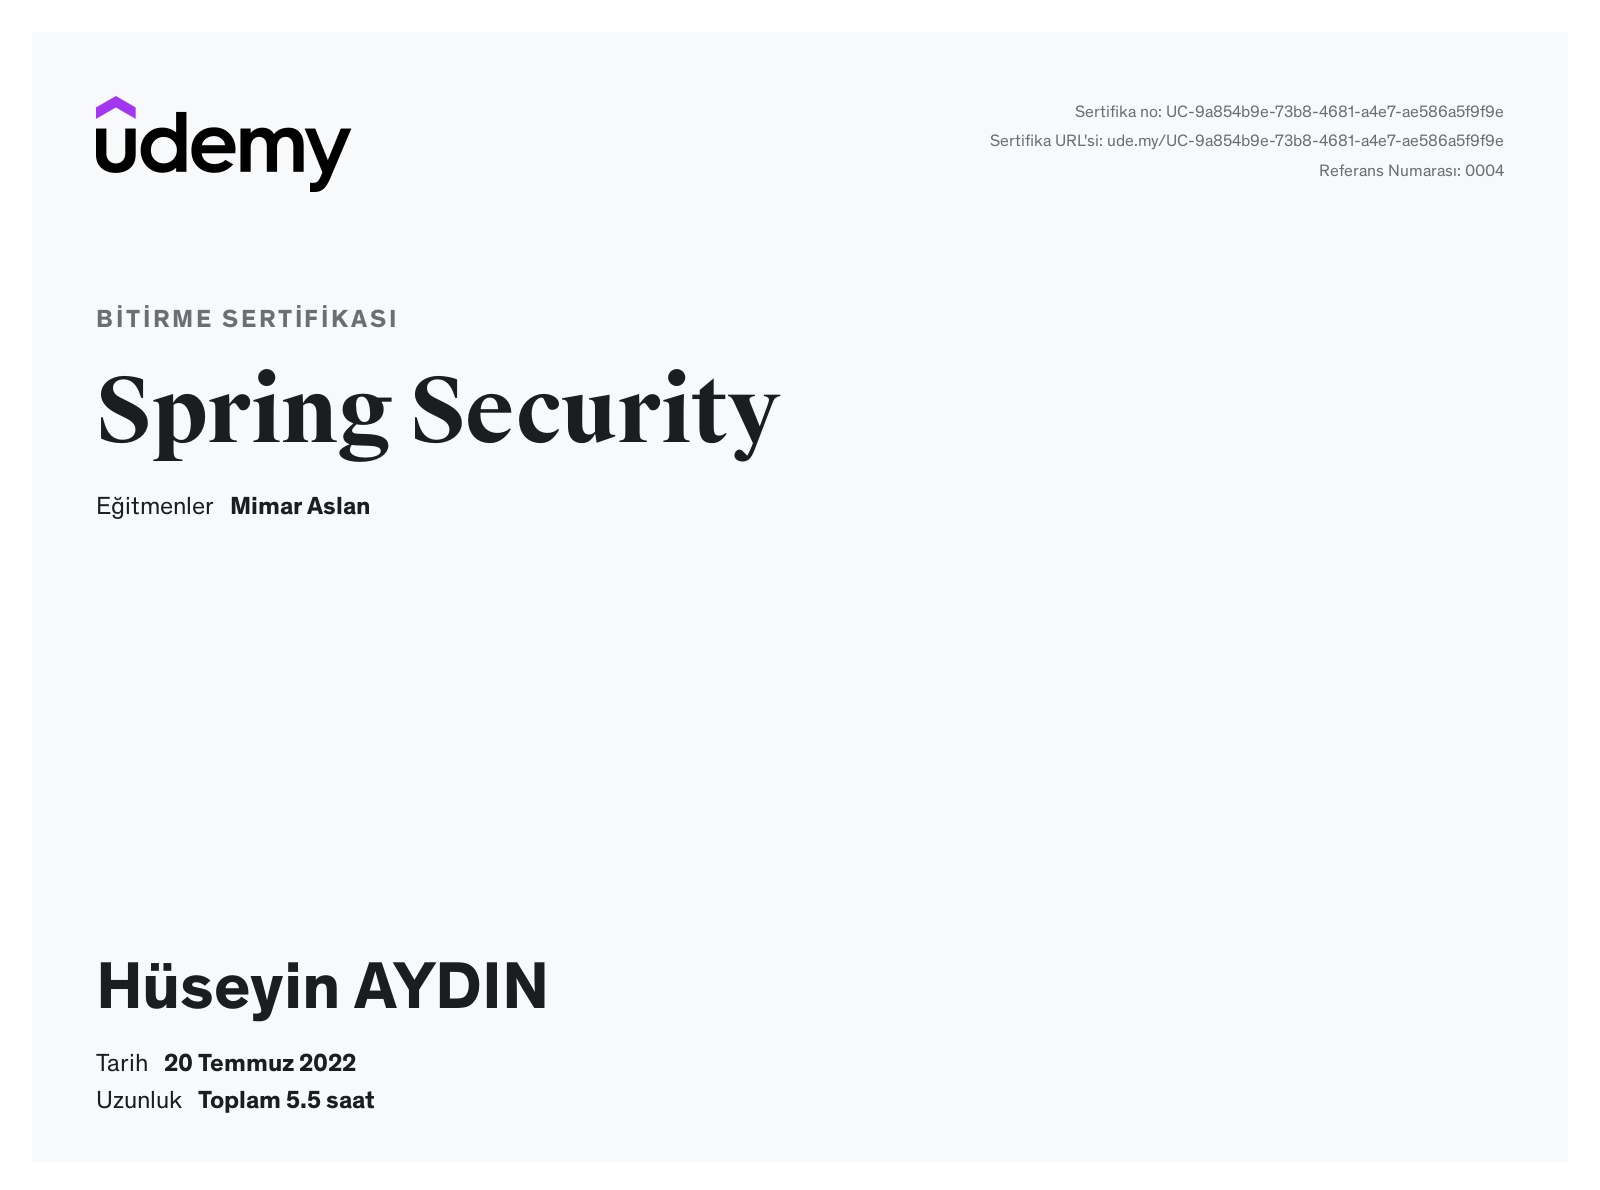 udemy
Sertifika no: UC-9a854b9e-73b8-4681-a4e7-ae586a5f9f9e
Sertifika URL'si: ude.my/UC-9a854b9e-73b8-4681-a4e7-ae586a5f9f9e
Referans Numarası: 0004
BİTİRME SERTİFİKASI
Spring Security
Eğitmenler Mimar Aslan
Hüseyin AYDIN
Tarih 20 Temmuz 2022
Uzunluk Toplam 5.5 saat